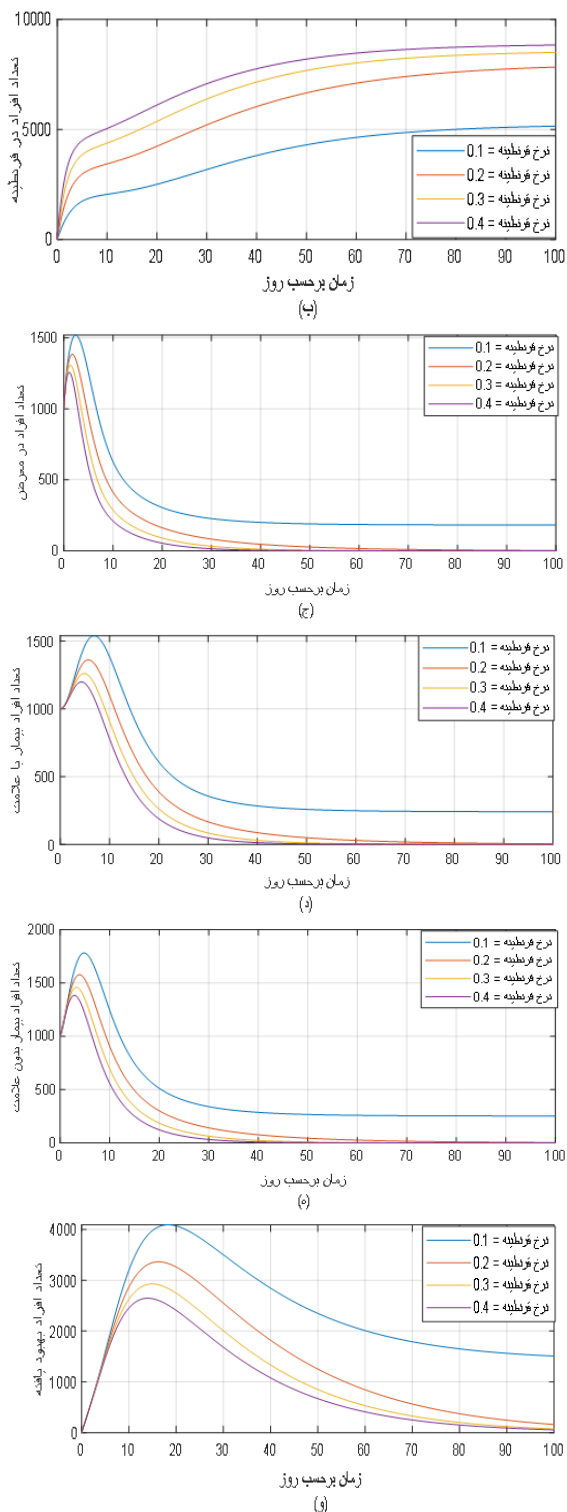 10000
5000
0
تعداد افراد در قرنطینه
نرخ قرنطینه = 0.1
نرخ قرنطینه = 0.2
نرخ قرنطینه = 0.3
نرخ قرنطینه = 0.4
0 10 20 30 40 50 60 70 80 90 100
زمان برحسب روز
(ب)
1500
1000
500
0
تعداد افراد در معرض
نرخ قرنطینه = 0.1
نرخ قرنطینه = 0.2
نرخ قرنطینه = 0.3
نرخ قرنطینه = 0.4
0 10 20 30 40 50 60 70 80 90 100
زمان برحسب روز
(ج)
1500
1000
500
0
تعداد افراد بیمار با علامت
نرخ قرنطینه = 0.1
نرخ قرنطینه = 0.2
نرخ قرنطینه = 0.3
نرخ قرنطینه = 0.4
0 10 20 30 40 50 60 70 80 90 100
زمان برحسب روز
(د)
2000
1500
1000
500
0
تعداد افراد بیمار بدون علامت
نرخ قرنطینه = 0.1
نرخ قرنطینه = 0.2
نرخ قرنطینه = 0.3
نرخ قرنطینه = 0.4
0 10 20 30 40 50 60 70 80 90 100
زمان برحسب روز
(ه)
4000
3000
2000
1000
0
تعداد افراد بهبود یافته
نرخ قرنطینه = 0.1
نرخ قرنطینه = 0.2
نرخ قرنطینه = 0.3
نرخ قرنطینه = 0.4
0 10 20 30 40 50 60 70 80 90 100
زمان برحسب روز
(و)